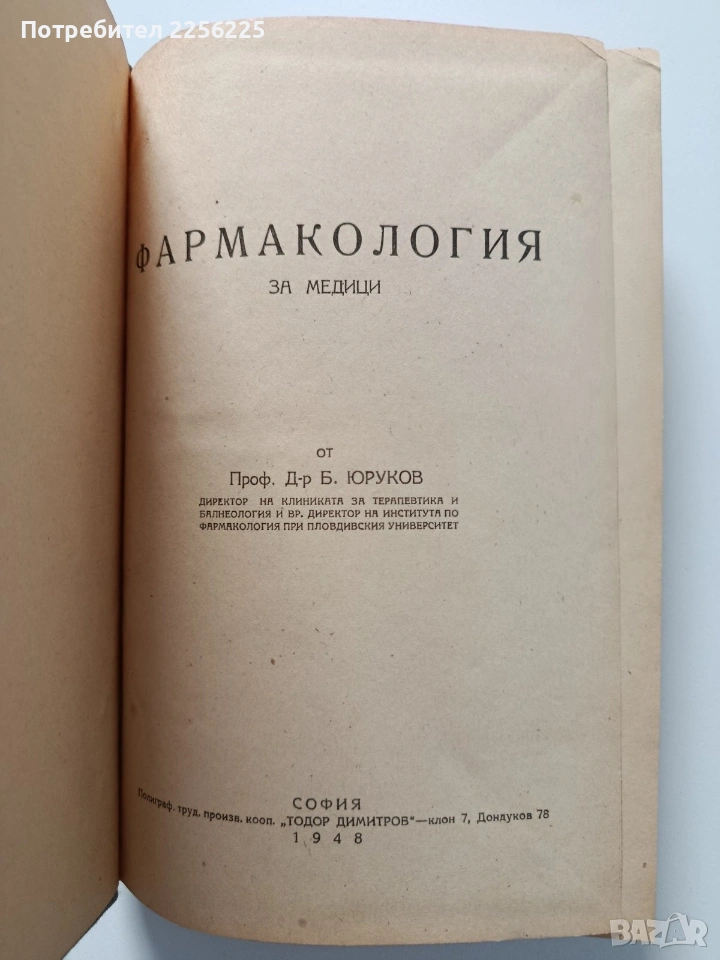 Потребител 2256225
ФАРМАКОЛОГИЯ
ЗА МЕДИЦИ
ОТ
Проф. Д-р Б. ЮРУКОВ
ДИРЕКТОР НА КЛИНИКАТА ЗА ТЕРАПЕВТИКА И
БАЛНЕОЛОГИЯ И ВР. ДИРЕКТОР НА ИНСТИТУТА ПО
ФАРМАКОЛОГИЯ ПРИ ПЛОВДИВСКИЯ УНИВЕРСИТЕТ
СОФИЯ
Полиграф. труд. произв. кооп. „ТОДОР ДИМИТРОВ"—клон 7, Дондуков 78
1948
BAZAR